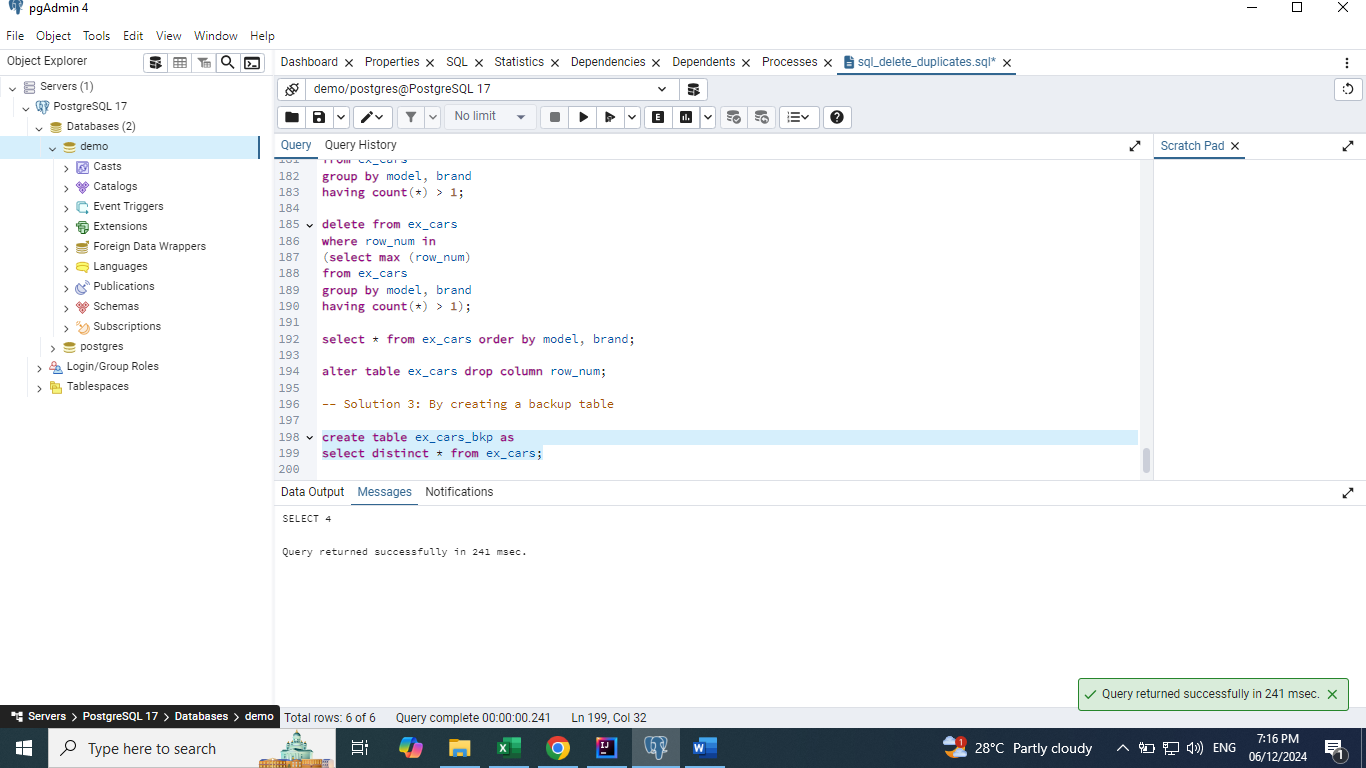 pgAdmin 4
File Object Tools Edit View Window Help
Object Explorer
Servers (1)
PostgreSQL 17
Databases (2)
demo
Casts
Catalogs
Event Triggers
Extensions
Foreign Data Wrappers
Languages
Publications
Schemas
Subscriptions
postgres
Login/Group Roles
Tablespaces
Dashboard Properties SQL Statistics Dependencies Dependents Processes sql_delete_duplicates.sql*
demo/postgres@PostgreSQL 17
No limit
Query Query History
Scratch Pad
181 from ex_cars
182 group by model, brand
183 having count(*) > 1;
184
185 delete from ex_cars
186 where row_num in
187 (select max (row_num)
188 from ex_cars
189 group by model, brand
190 having count(*) > 1);
191
192 select * from ex_cars order by model, brand;
193
194 alter table ex_cars drop column row_num;
195
196 -- Solution 3: By creating a backup table
197
198 create table ex_cars_bkp as
199 select distinct * from ex_cars;
200
Data Output Messages Notifications
SELECT 4
Query returned successfully in 241 msec.
Query returned successfully in 241 msec.
Servers > PostgreSQL 17 > Databases > demo
Total rows: 6 of 6 Query complete 00:00:00.241 Ln 199, Col 32
Type here to search
28°C Partly cloudy
ENG
7:16 PM
06/12/2024